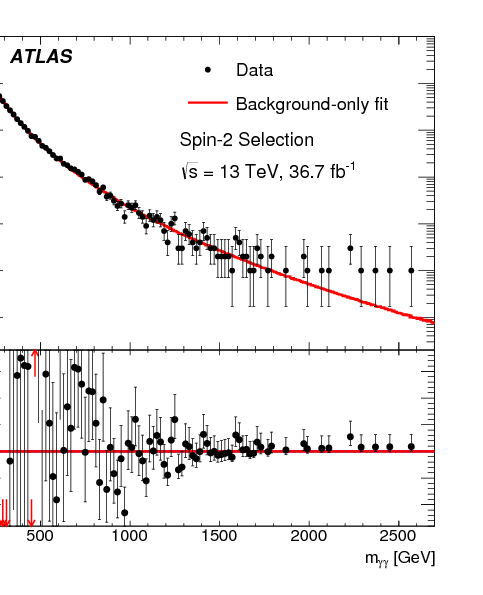 ATLAS
Data
Background-only fit
Spin-2 Selection
√s = 13 TeV, 36.7 fb⁻¹
500 1000 1500 2000 2500
mγγ [GeV]